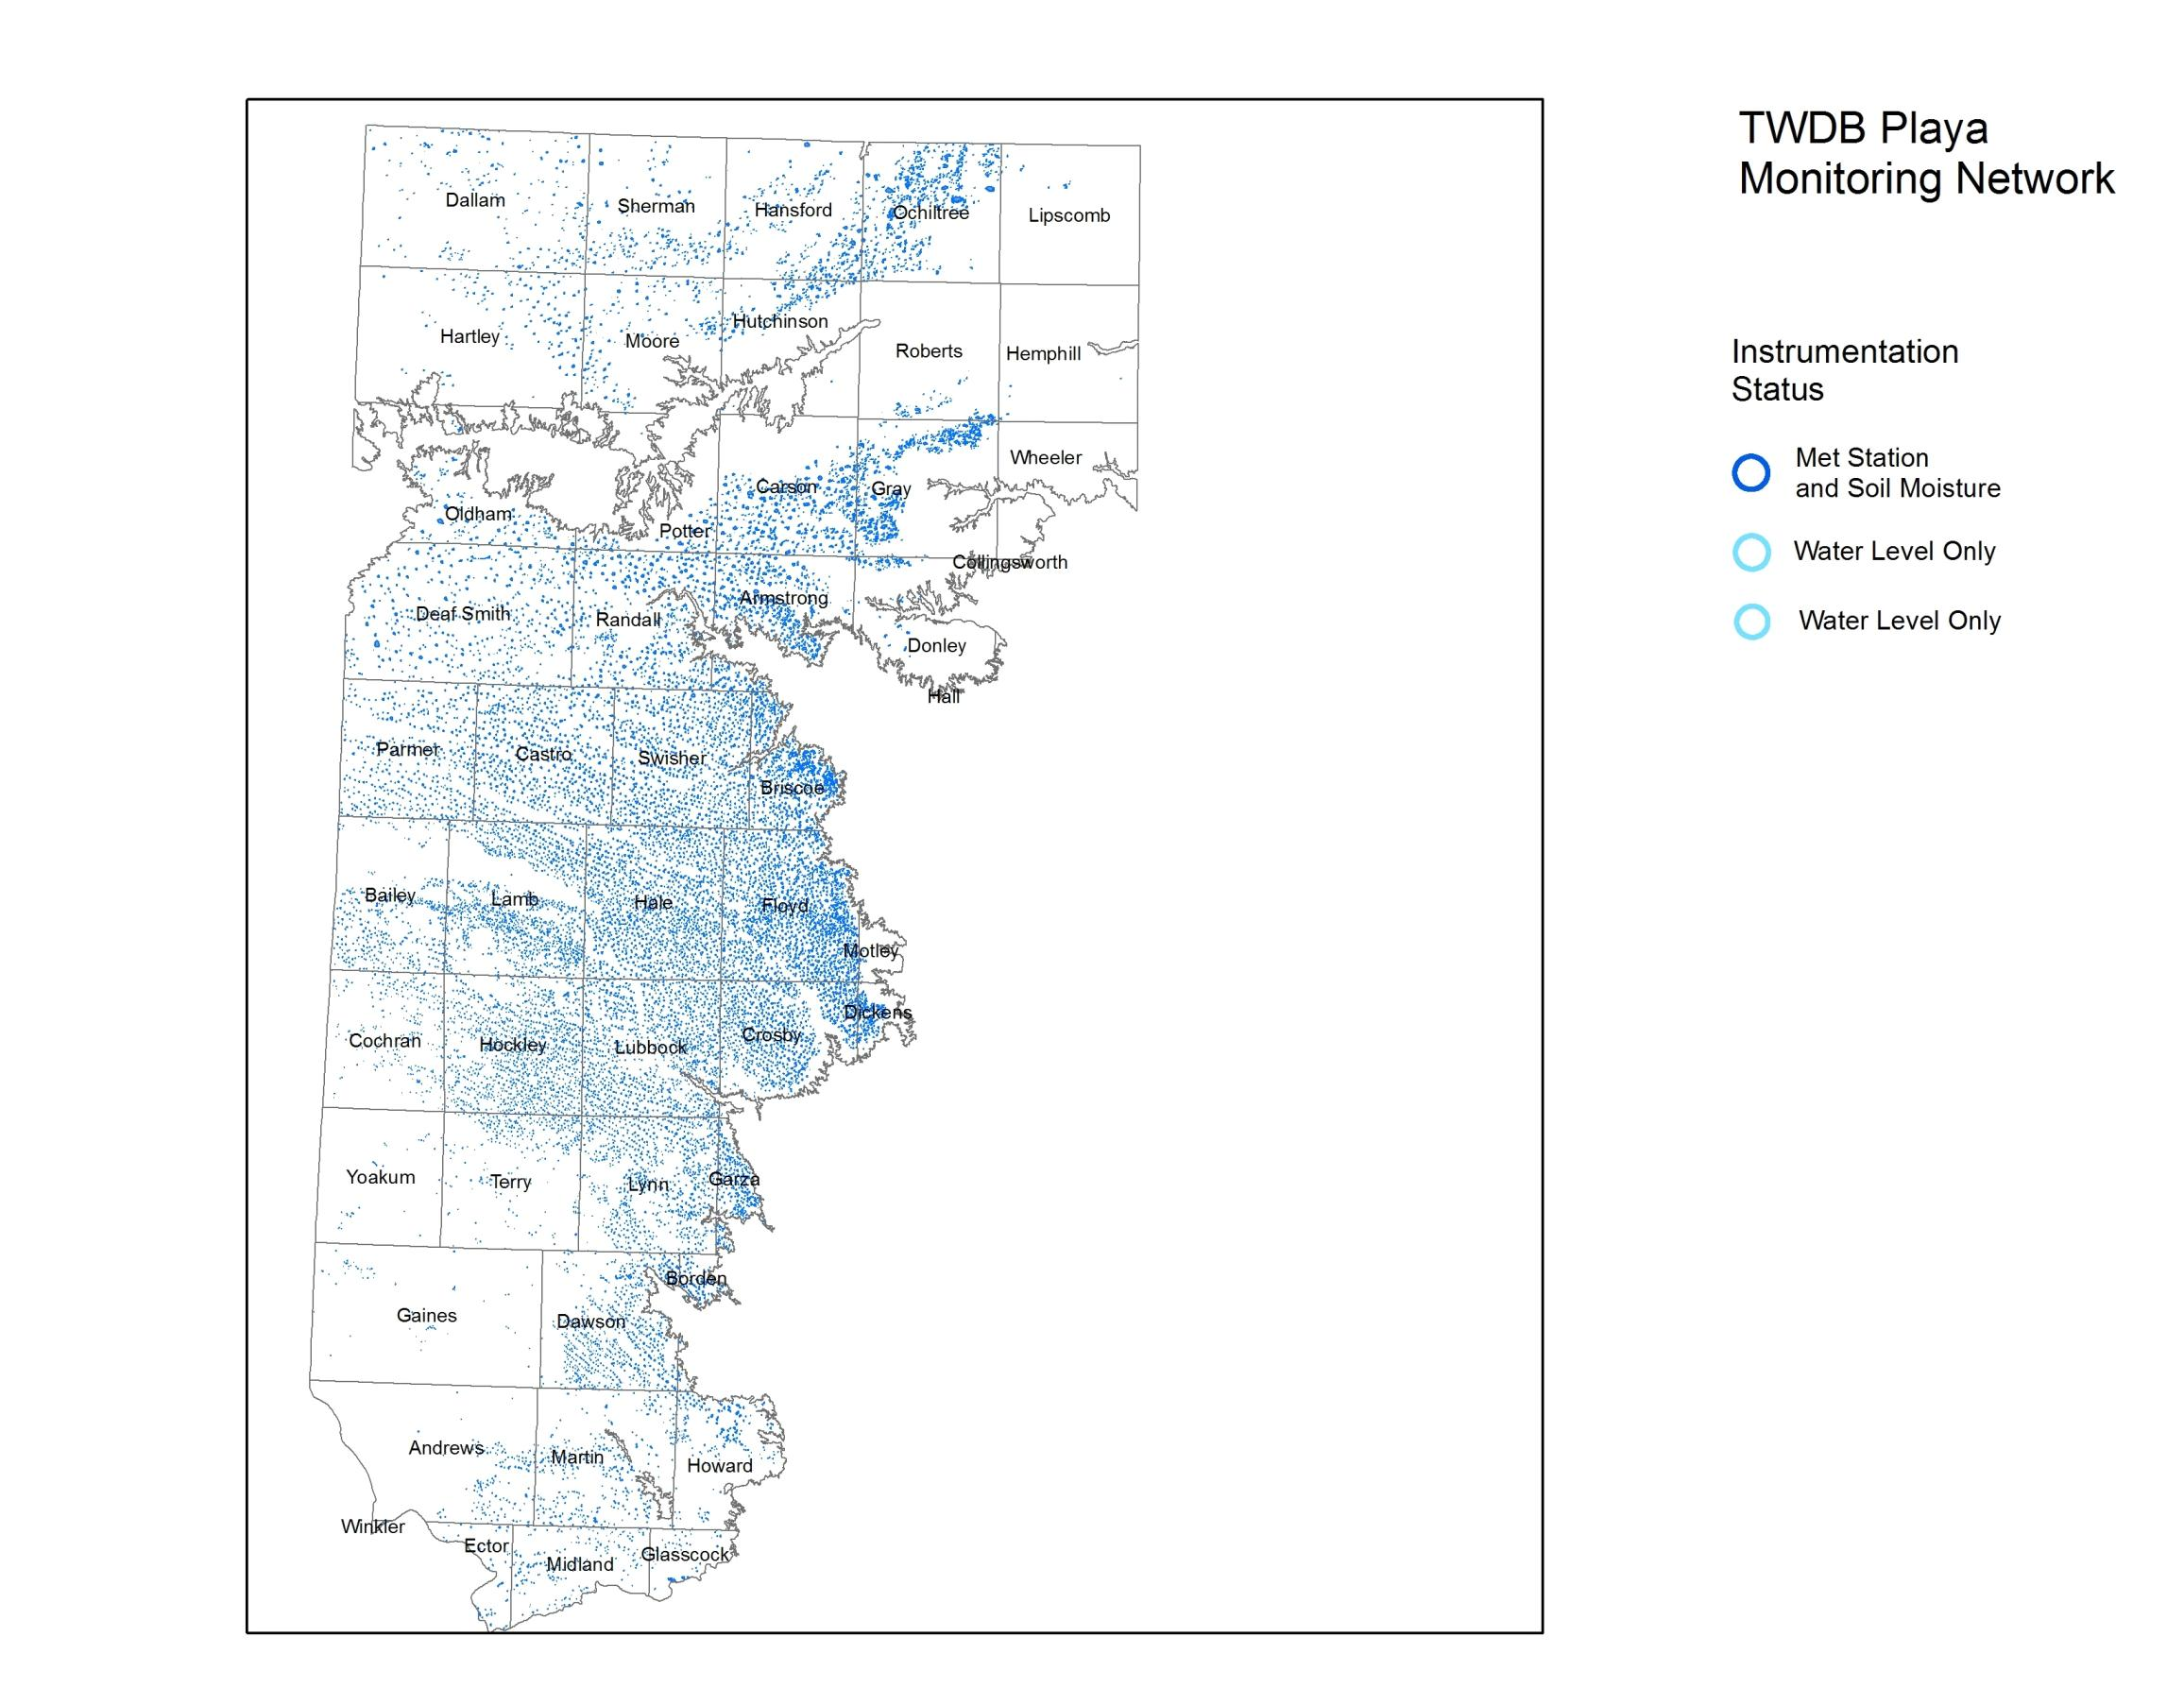 TWDB Playa
Monitoring Network
Instrumentation
Status
Met Station
and Soil Moisture
Water Level Only
Water Level Only
Dallam
Sherman
Hansford
Ochiltree
Lipscomb
Hartley
Moore
Hutchinson
Roberts
Hemphill
Oldham
Potter
Carson
Gray
Wheeler
Collingsworth
Deaf Smith
Randall
Armstrong
Donley
Hall
Parmer
Castro
Swisher
Briscoe
Bailey
Lamb
Hale
Floyd
Motley
Cochran
Hockley
Lubbock
Crosby
Dickens
Yoakum
Terry
Lynn
Garza
Gaines
Dawson
Borden
Andrews
Martin
Howard
Winkler
Ector
Midland
Glasscock